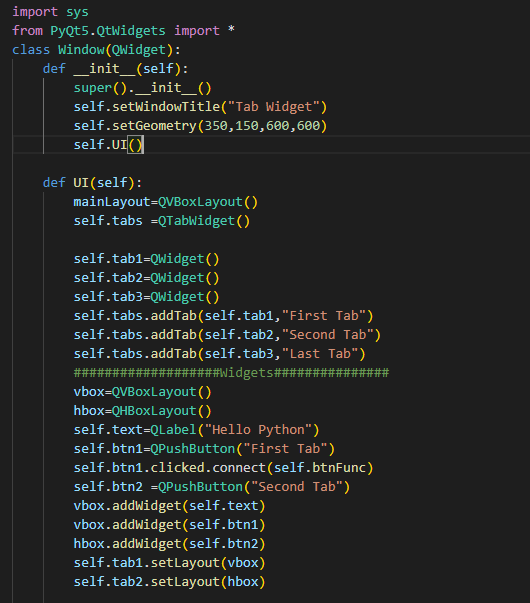 import sys
from PyQt5.QtWidgets import *
class Window(QWidget):
    def __init__(self):
        super().__init__()
        self.setWindowTitle("Tab Widget")
        self.setGeometry(350,150,600,600)
        self.UI()

    def UI(self):
        mainLayout=QVBoxLayout()
        self.tabs =QTabWidget()

        self.tab1=QWidget()
        self.tab2=QWidget()
        self.tab3=QWidget()
        self.tabs.addTab(self.tab1,"First Tab")
        self.tabs.addTab(self.tab2,"Second Tab")
        self.tabs.addTab(self.tab3,"Last Tab")
        ###################Widgets###############
        vbox=QVBoxLayout()
        hbox=QHBoxLayout()
        self.text=QLabel("Hello Python")
        self.btn1=QPushButton("First Tab")
        self.btn1.clicked.connect(self.btnFunc)
        self.btn2 =QPushButton("Second Tab")
        vbox.addWidget(self.text)
        vbox.addWidget(self.btn1)
        hbox.addWidget(self.btn2)
        self.tab1.setLayout(vbox)
        self.tab2.setLayout(hbox)